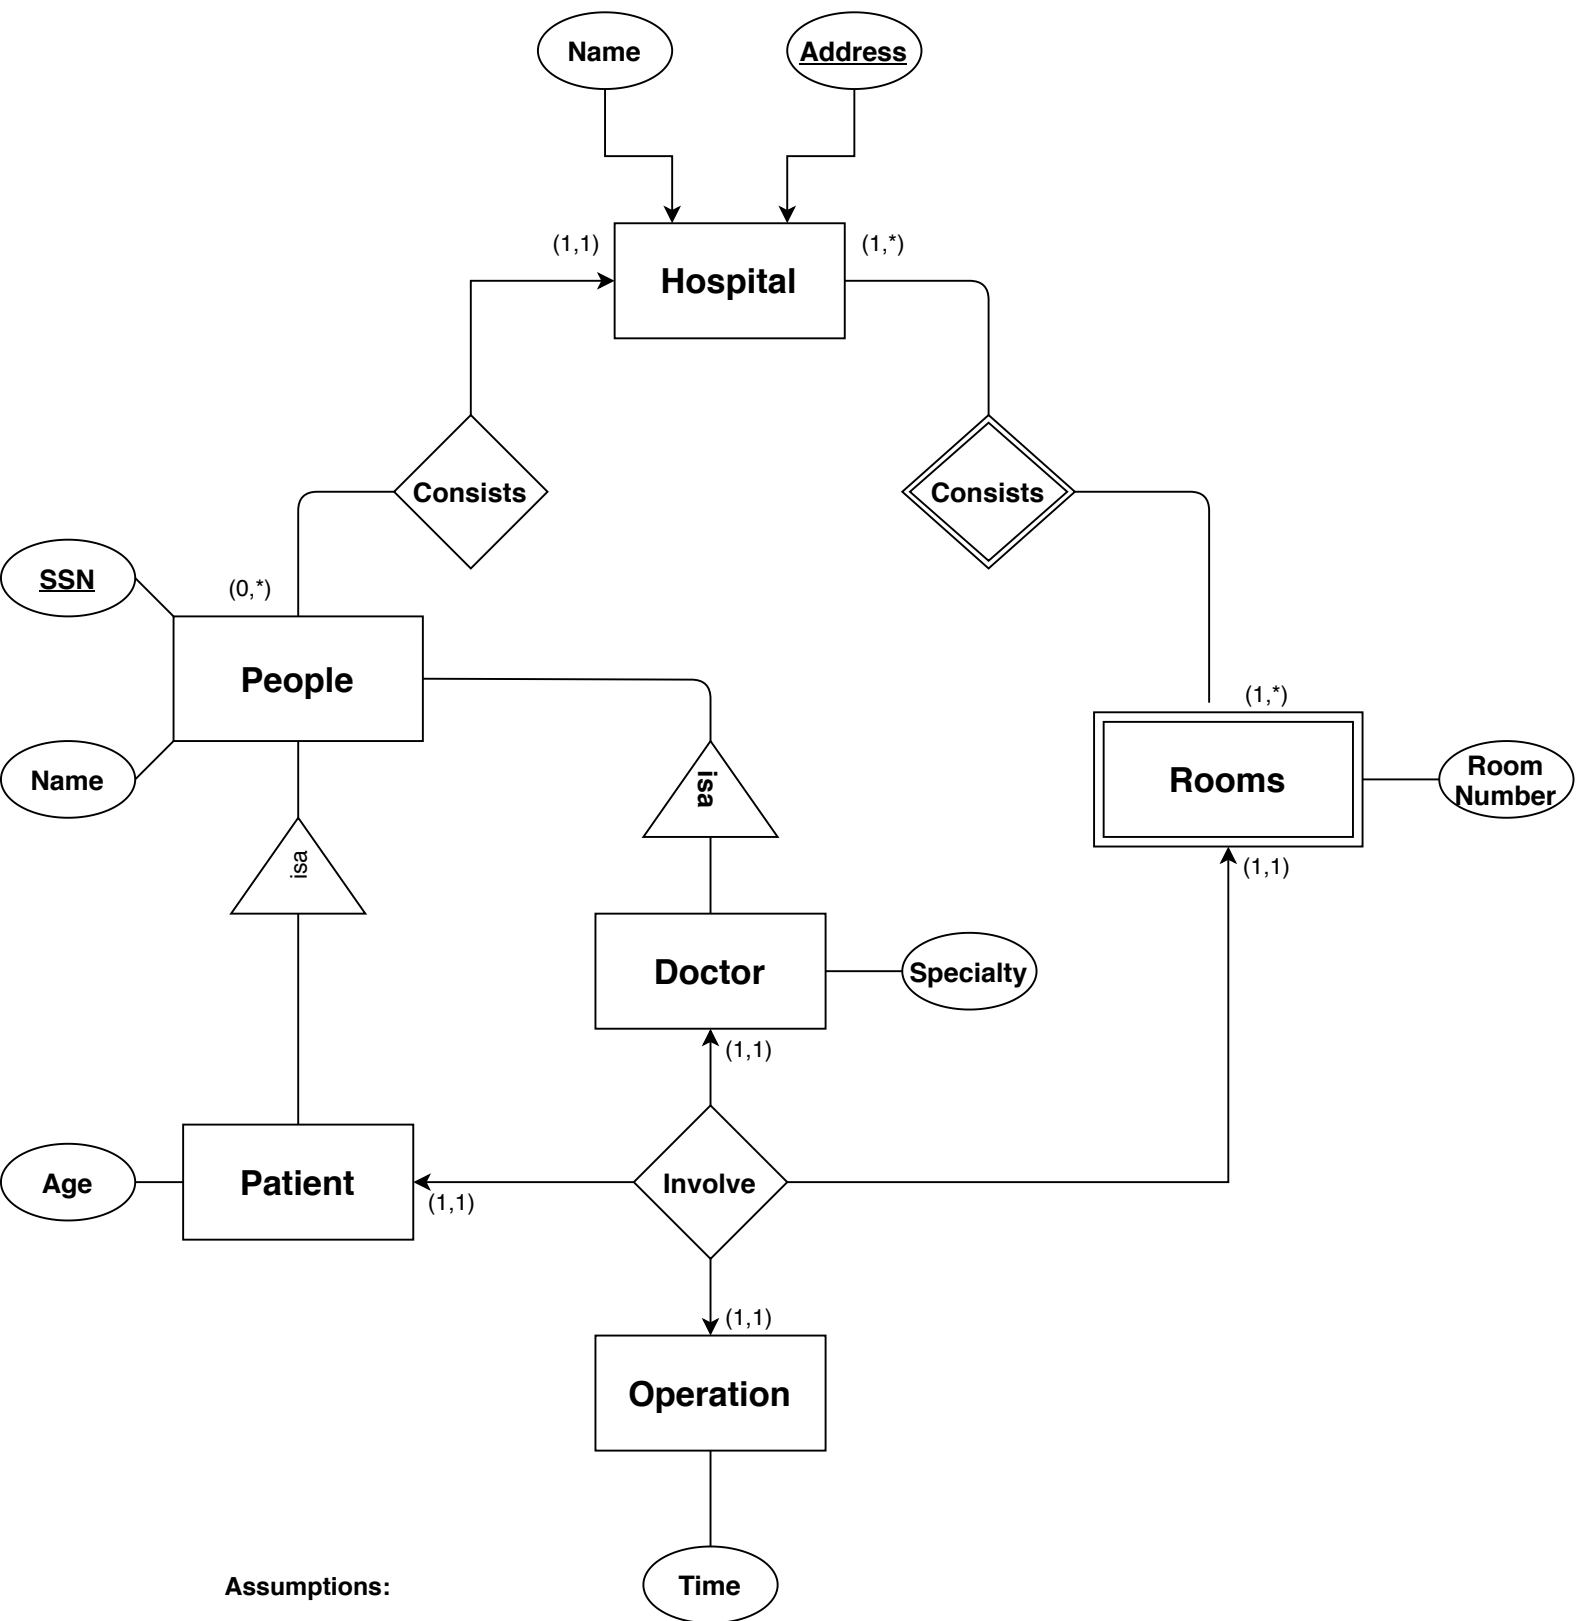 Name
Address
(1,1)
(1,*)
Hospital
Consists
Consists
SSN
(0,*)
People
Name
(1,*)
Rooms
Room
Number
isa
isa
(1,1)
Doctor
Specialty
(1,1)
Age
Patient
(1,1)
Involve
(1,1)
Operation
Time
Assumptions: